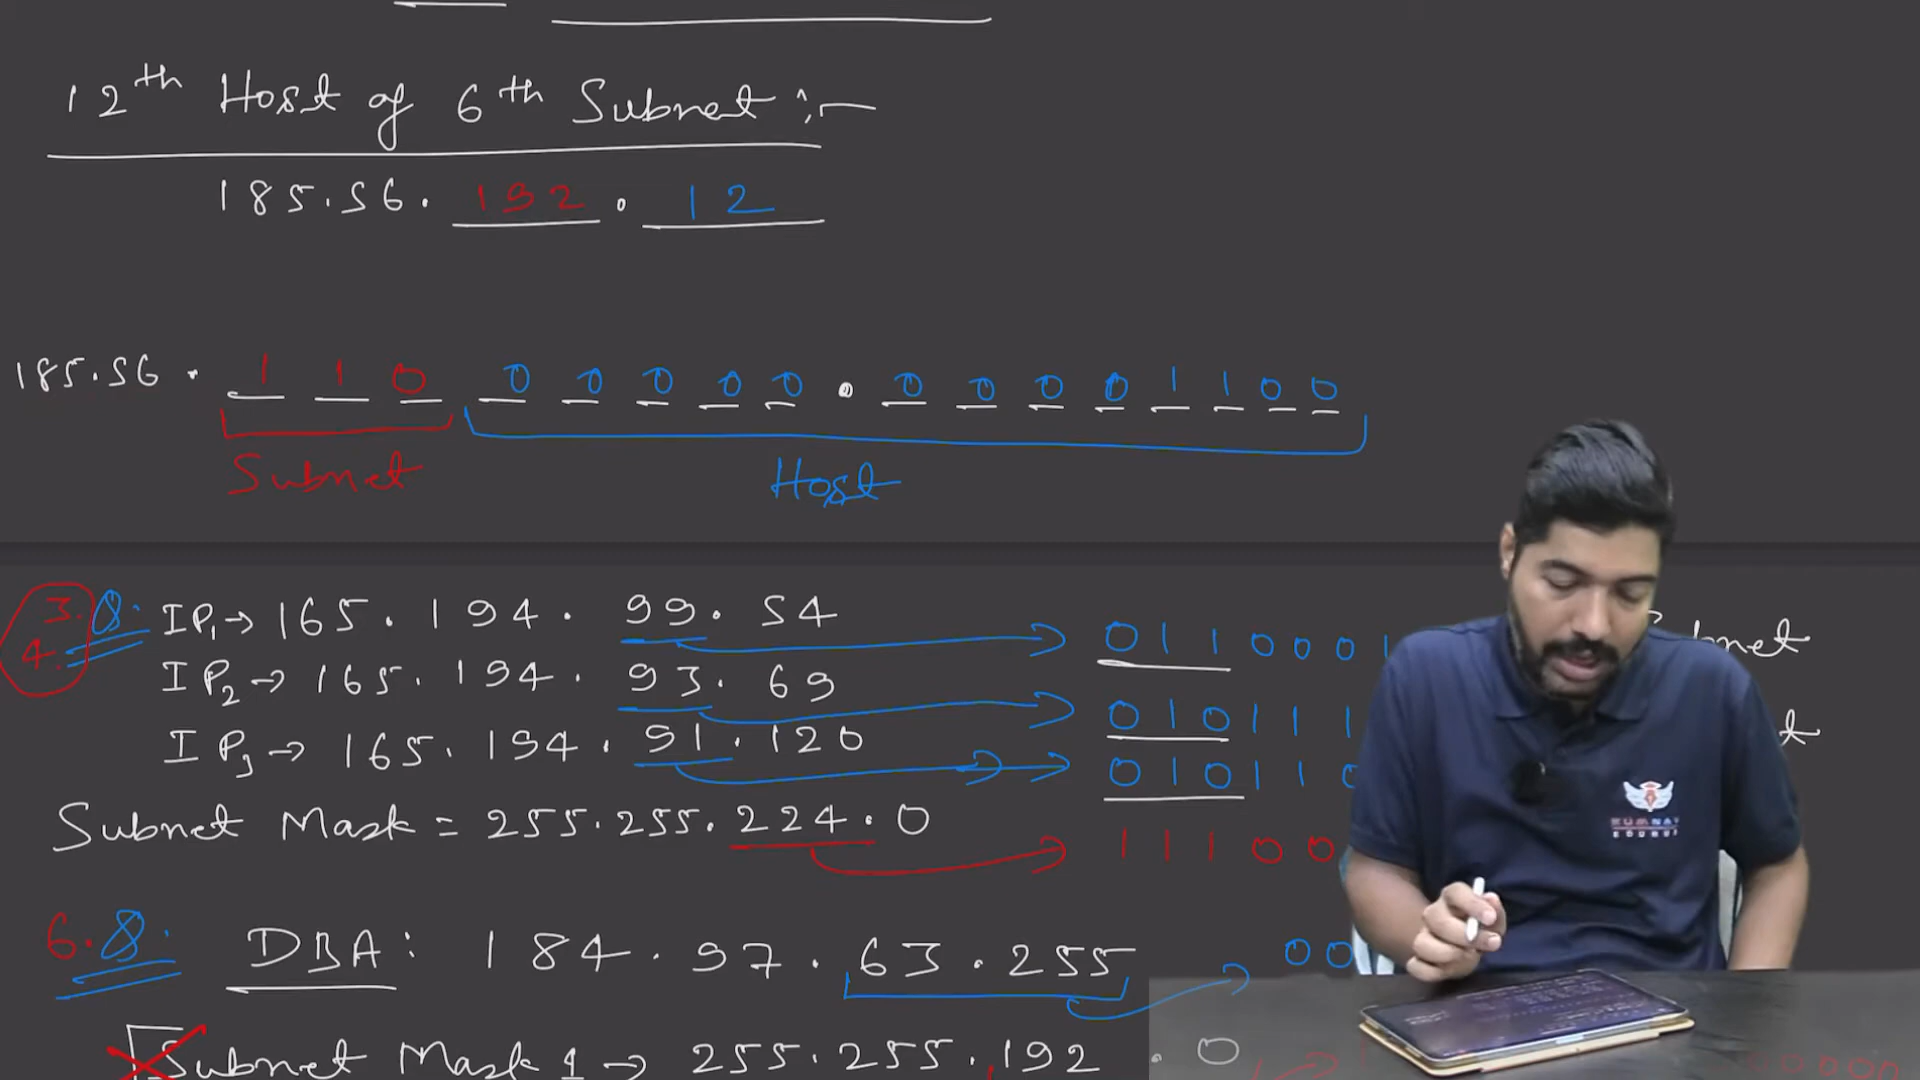 12th Host of 6th Subnet :-
185.56. 192 . 12
185.56 . 1 1 0 0 0 0 0 0 . 0 0 0 0 1 1 0 0
Subnet Host
3. Q. IP1 → 165 . 194 . 99 . 54 0 1 1 0 0 0 1
4. IP2 → 165 . 194 . 93 . 69 0 1 0 1 1 1
IP3 → 165 . 194 . 91 . 120 0 1 0 1 1 0
Subnet Mask = 255.255.224.0 1 1 1 0 0
6. Q. DBA : 184 . 97 . 63 . 255 0 0
Subnet Mask 1 → 255.255.192 . 0